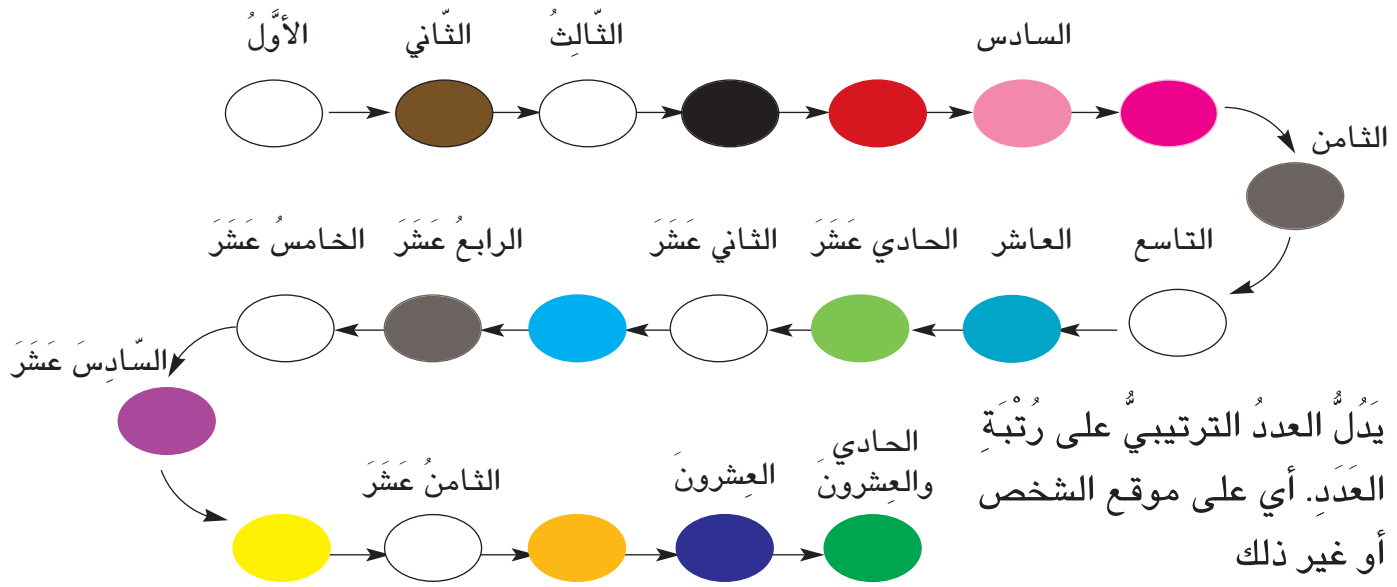 الأوَّلُ
الثّاني
الثّالِثُ
السادس
الثامن
التاسع
العاشر
الحادي عَشَرَ
الثاني عَشَرَ
الرابعُ عَشَرَ
الخامسُ عَشَرَ
السّادِسَ عَشَرَ
الثامنُ عَشَرَ
العِشرونَ
الحادي
والعِشرونَ
يَدُلُّ العددُ الترتيبيُّ على رُتْبَةِ
العَدَدِ. أي على موقع الشخص
أو غير ذلك